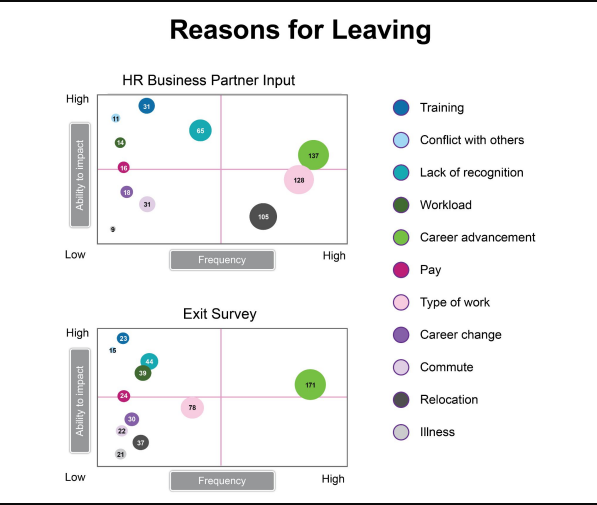 Reasons for Leaving
HR Business Partner Input
High
Ability to impact
Low
31
11
65
14
137
16
128
18
31
105
9
Frequency
High
Exit Survey
High
Ability to impact
Low
23
15
44
39
171
24
78
30
22
37
21
Frequency
High
Training
Conflict with others
Lack of recognition
Workload
Career advancement
Pay
Type of work
Career change
Commute
Relocation
Illness